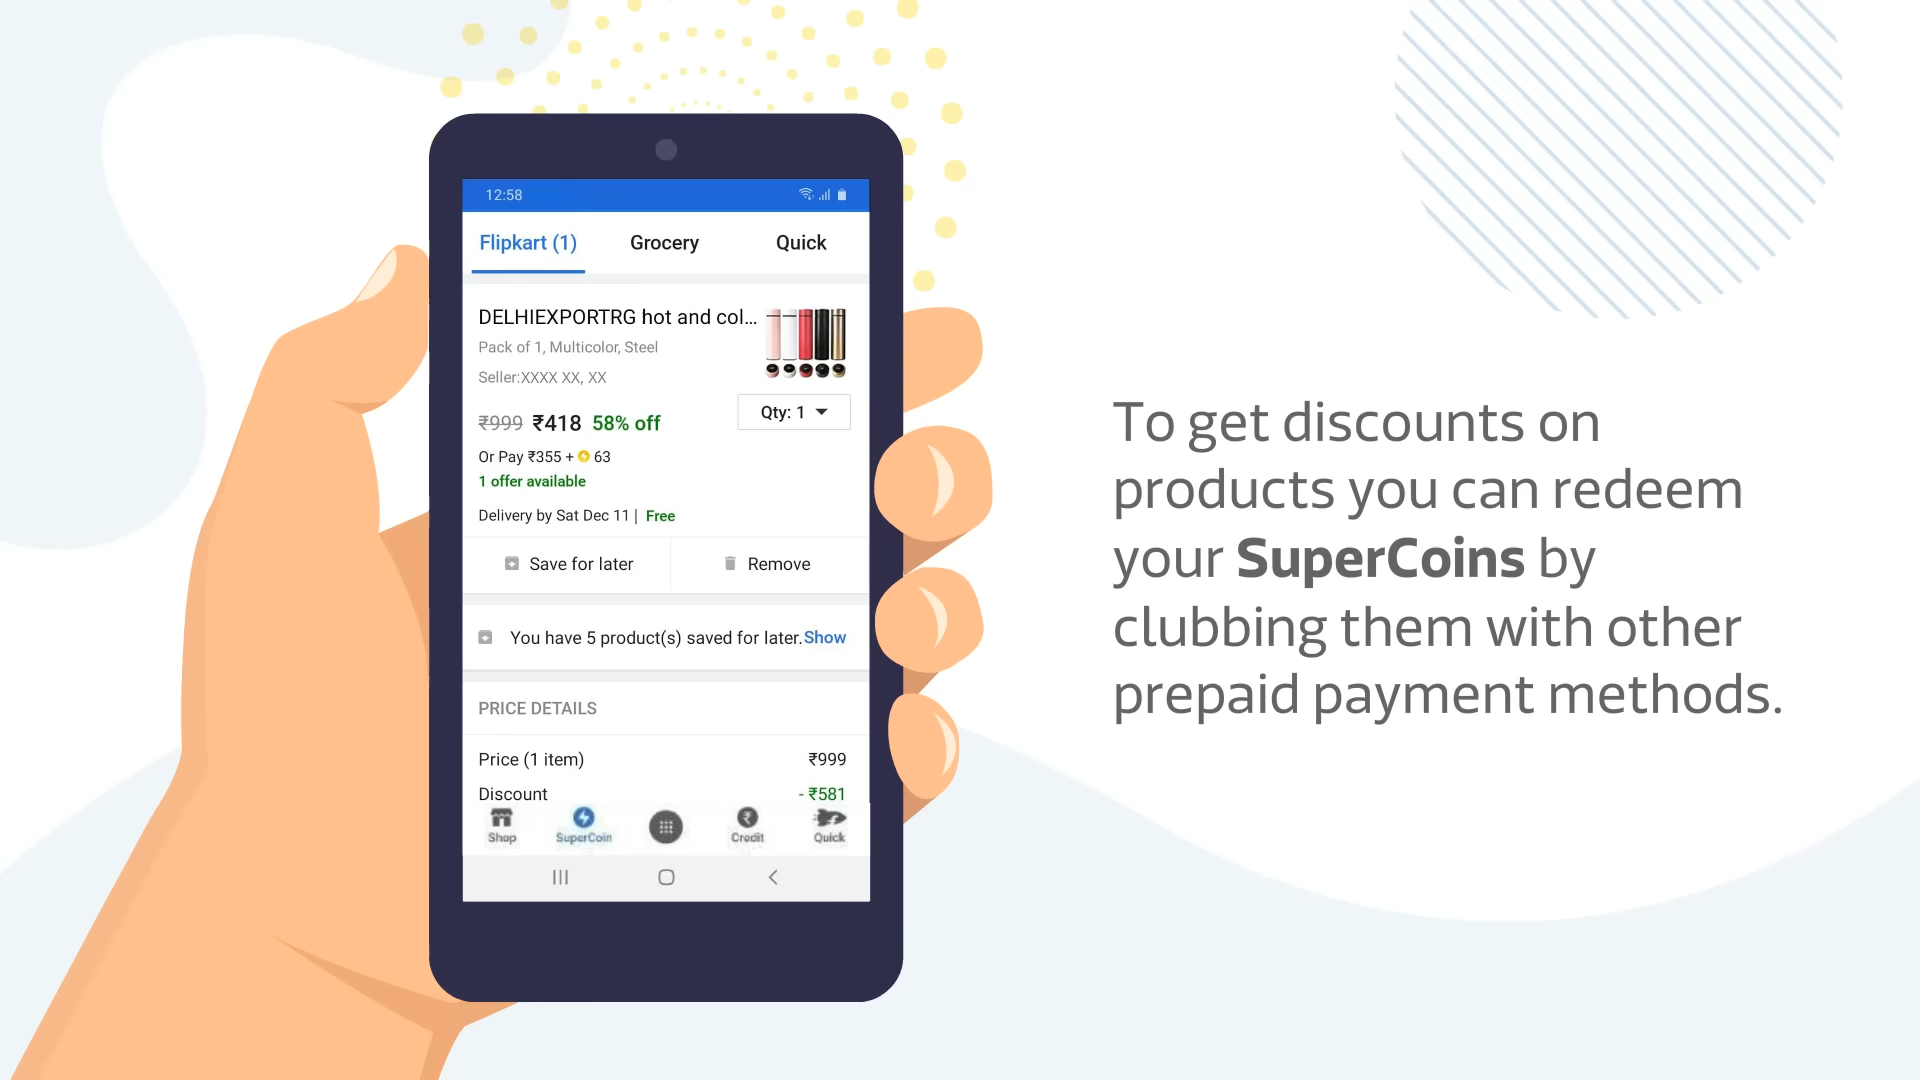 12:58
Flipkart (1) Grocery Quick
DELHIEXPORTRG hot and col...
Pack of 1, Multicolor, Steel
Seller:XXXX XX, XX
₹999 ₹418 58% off
Qty: 1
Or Pay ₹355 + 63
1 offer available
Delivery by Sat Dec 11 | Free
Save for later Remove
You have 5 product(s) saved for later. Show
PRICE DETAILS
Price (1 item) ₹999
Discount - ₹581
Shop SuperCoin Credit Quick
To get discounts on
products you can redeem
your SuperCoins by
clubbing them with other
prepaid payment methods.